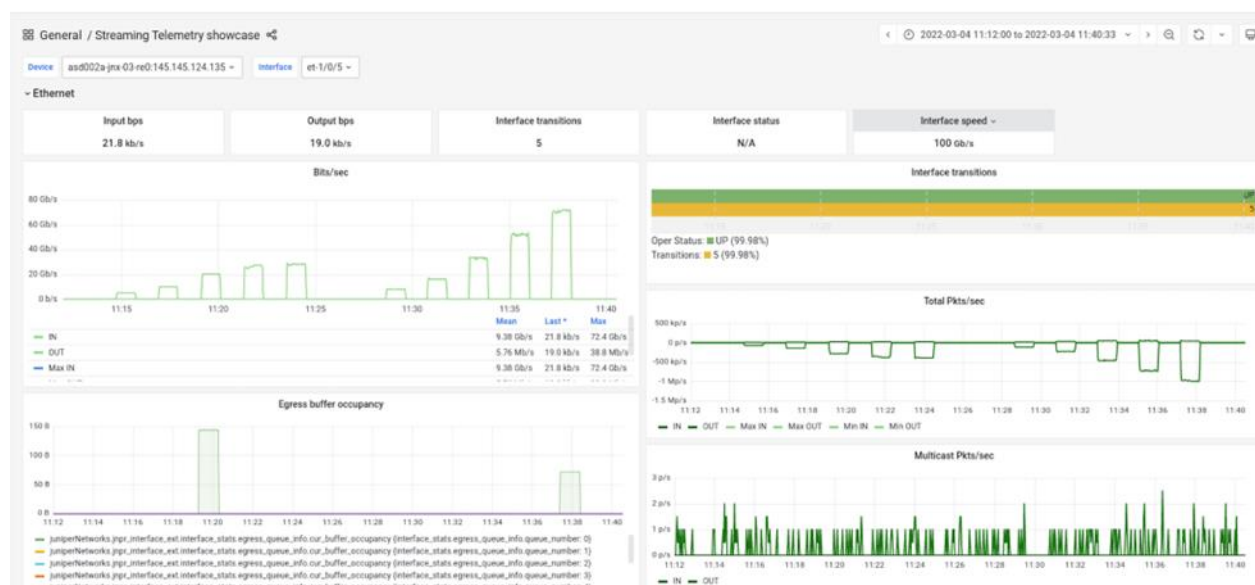 General / Streaming Telemetry showcase
2022-03-04 11:12:00 to 2022-03-04 11:40:33
Device asd002a-jnx-03-re0:145.145.124.135 Interface et-1/0/5
Ethernet
Input bps
21.8 kb/s
Output bps
19.0 kb/s
Interface transitions
5
Interface status
N/A
Interface speed
100 Gb/s
Bits/sec
80 Gb/s
60 Gb/s
40 Gb/s
20 Gb/s
0 b/s
11:15 11:20 11:25 11:30 11:35 11:40
Mean Last * Max
IN 9.38 Gb/s 21.8 kb/s 72.4 Gb/s
OUT 5.76 Mb/s 19.0 kb/s 38.8 Mb/s
Max IN 9.38 Gb/s 21.8 kb/s 72.4 Gb/s
Interface transitions
UP
5
Oper Status: UP (99.98%)
Transitions: 5 (99.98%)
Total Pkts/sec
500 kp/s
0 p/s
-500 kp/s
-1 Mp/s
-1.5 Mp/s
11:12 11:14 11:16 11:18 11:20 11:22 11:24 11:26 11:28 11:30 11:32 11:34 11:36 11:38 11:40
IN OUT Max IN Max OUT Min IN Min OUT
Egress buffer occupancy
150 B
100 B
50 B
0 B
11:12 11:14 11:16 11:18 11:20 11:22 11:24 11:26 11:28 11:30 11:32 11:34 11:36 11:38 11:40
juniperNetworks.jnpr_interface_ext.interface_stats.egress_queue_info.cur_buffer_occupancy {interface_stats.egress_queue_info.queue_number: 0}
juniperNetworks.jnpr_interface_ext.interface_stats.egress_queue_info.cur_buffer_occupancy {interface_stats.egress_queue_info.queue_number: 1}
juniperNetworks.jnpr_interface_ext.interface_stats.egress_queue_info.cur_buffer_occupancy {interface_stats.egress_queue_info.queue_number: 2}
juniperNetworks.jnpr_interface_ext.interface_stats.egress_queue_info.cur_buffer_occupancy {interface_stats.egress_queue_info.queue_number: 3}
Multicast Pkts/sec
3 p/s
2 p/s
1 p/s
0 p/s
11:12 11:14 11:16 11:18 11:20 11:22 11:24 11:26 11:28 11:30 11:32 11:34 11:36 11:38 11:40
IN OUT